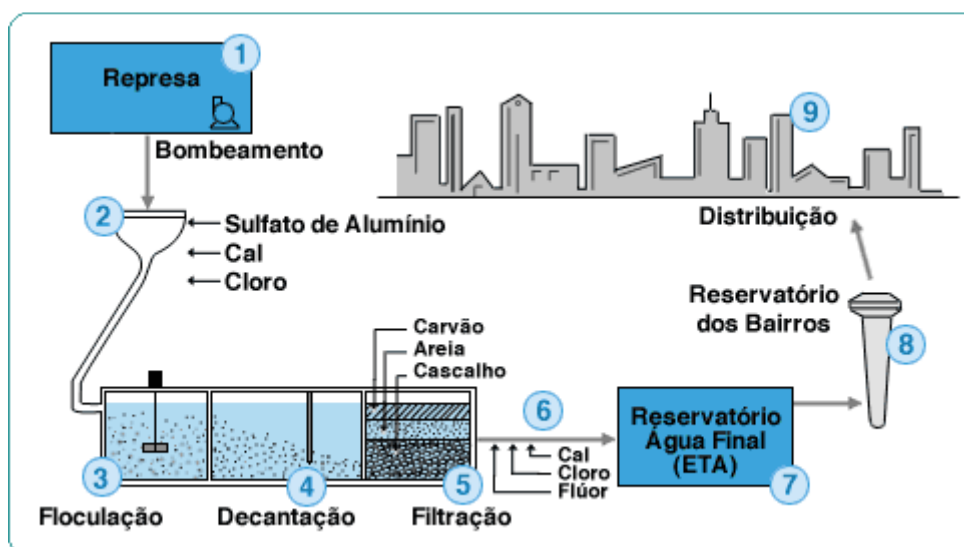 1
Represa
Bombeamento
2
Sulfato de Alumínio
Cal
Cloro
3
Floculação
4
Decantação
Carvão
Areia
Cascalho
5
Filtração
6
Cal
Cloro
Flúor
Reservatório
Água Final
(ETA)
7
Reservatório
dos Bairros
8
9
Distribuição